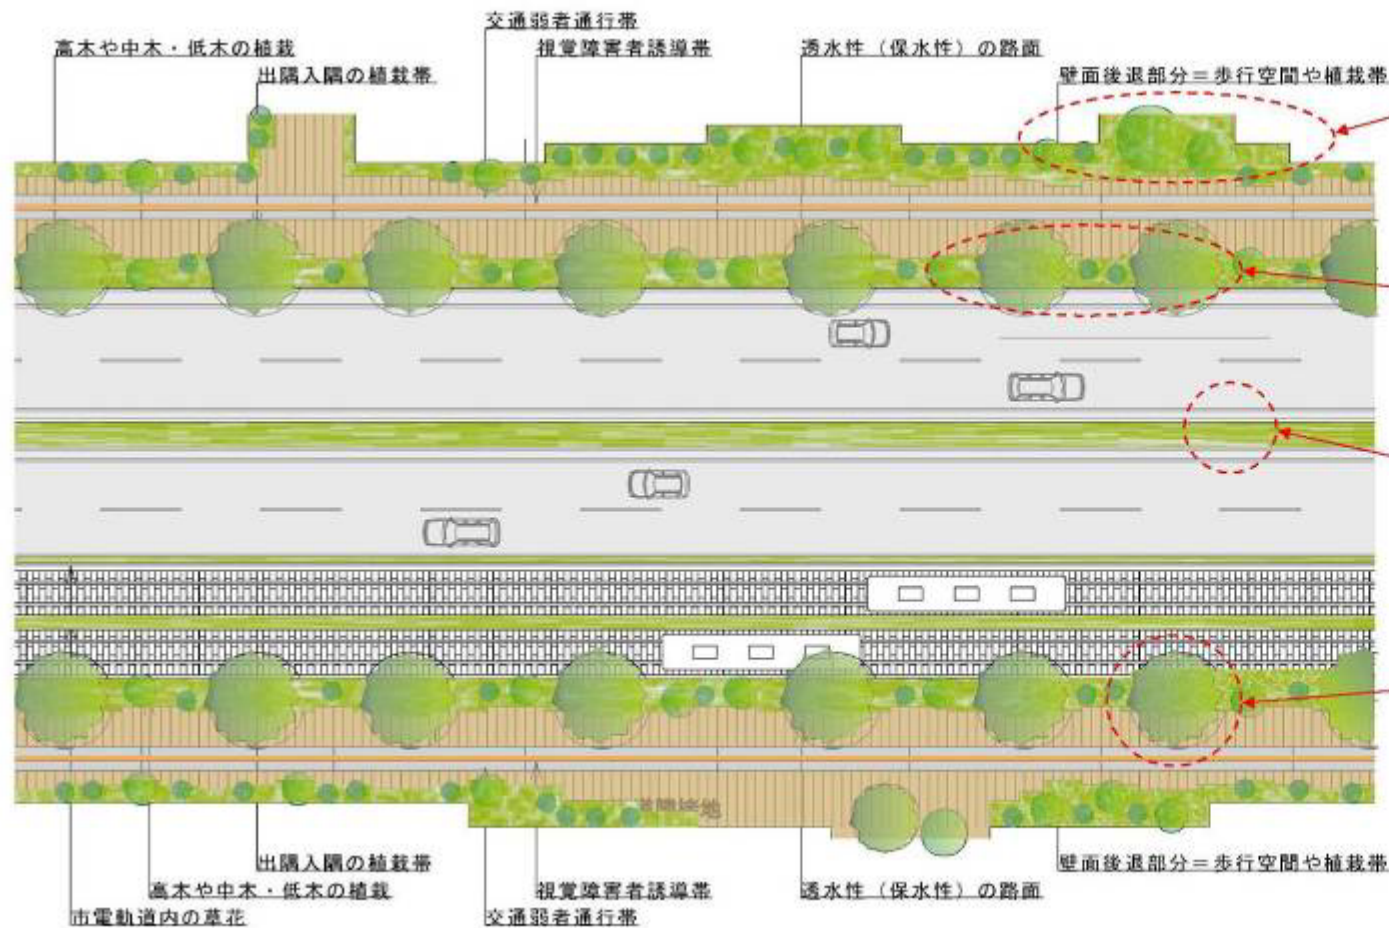 交通弱者通行帯
高木や中木・低木の植栽
視覚障害者誘導帯
透水性（保水性）の路面
出隅入隅の植栽帯
壁面後退部分＝歩行空間や植栽帯
出隅入隅の植栽帯
壁面後退部分＝歩行空間や植栽帯
高木や中木・低木の植栽
視覚障害者誘導帯
透水性（保水性）の路面
市電軌道内の草花
交通弱者通行帯